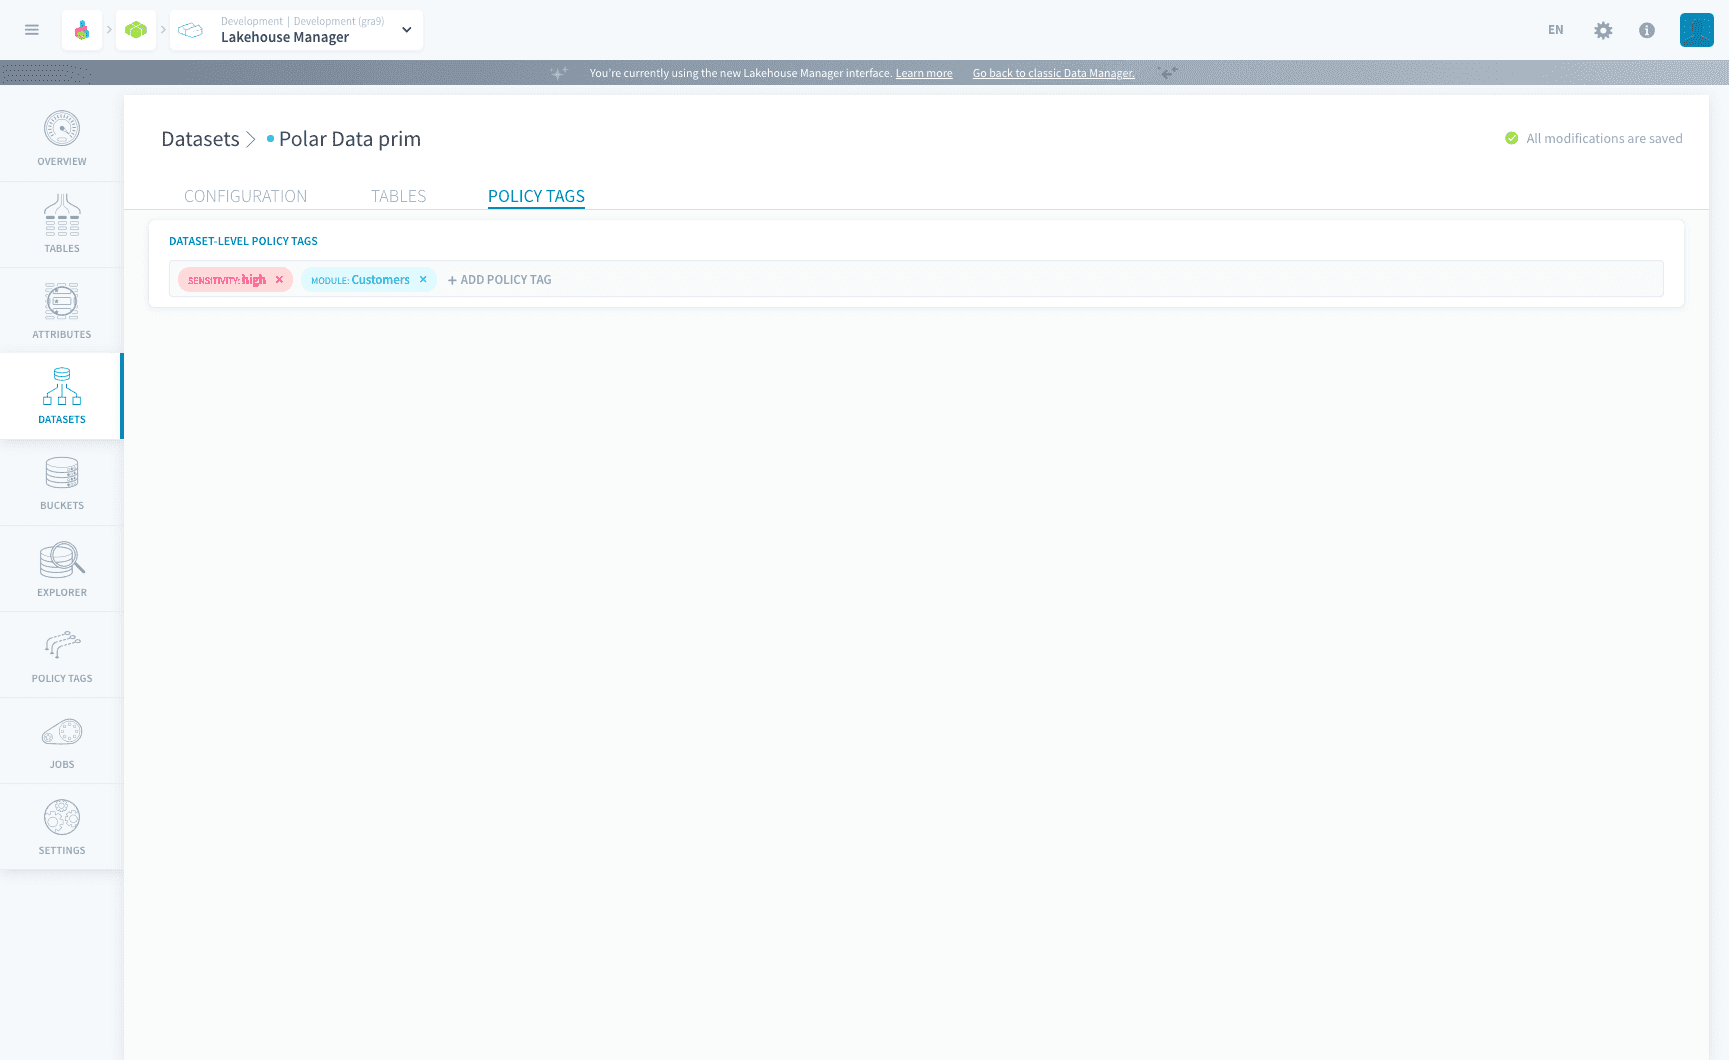 Development | Development (gra9)
Lakehouse Manager
EN
You're currently using the new Lakehouse Manager interface. Learn more Go back to classic Data Manager.
OVERVIEW
TABLES
ATTRIBUTES
DATASETS
BUCKETS
EXPLORER
POLICY TAGS
JOBS
SETTINGS
Datasets > Polar Data prim
All modifications are saved
CONFIGURATION TABLES POLICY TAGS
DATASET-LEVEL POLICY TAGS
SENSITIVITY: high × MODULE: Customers × + ADD POLICY TAG